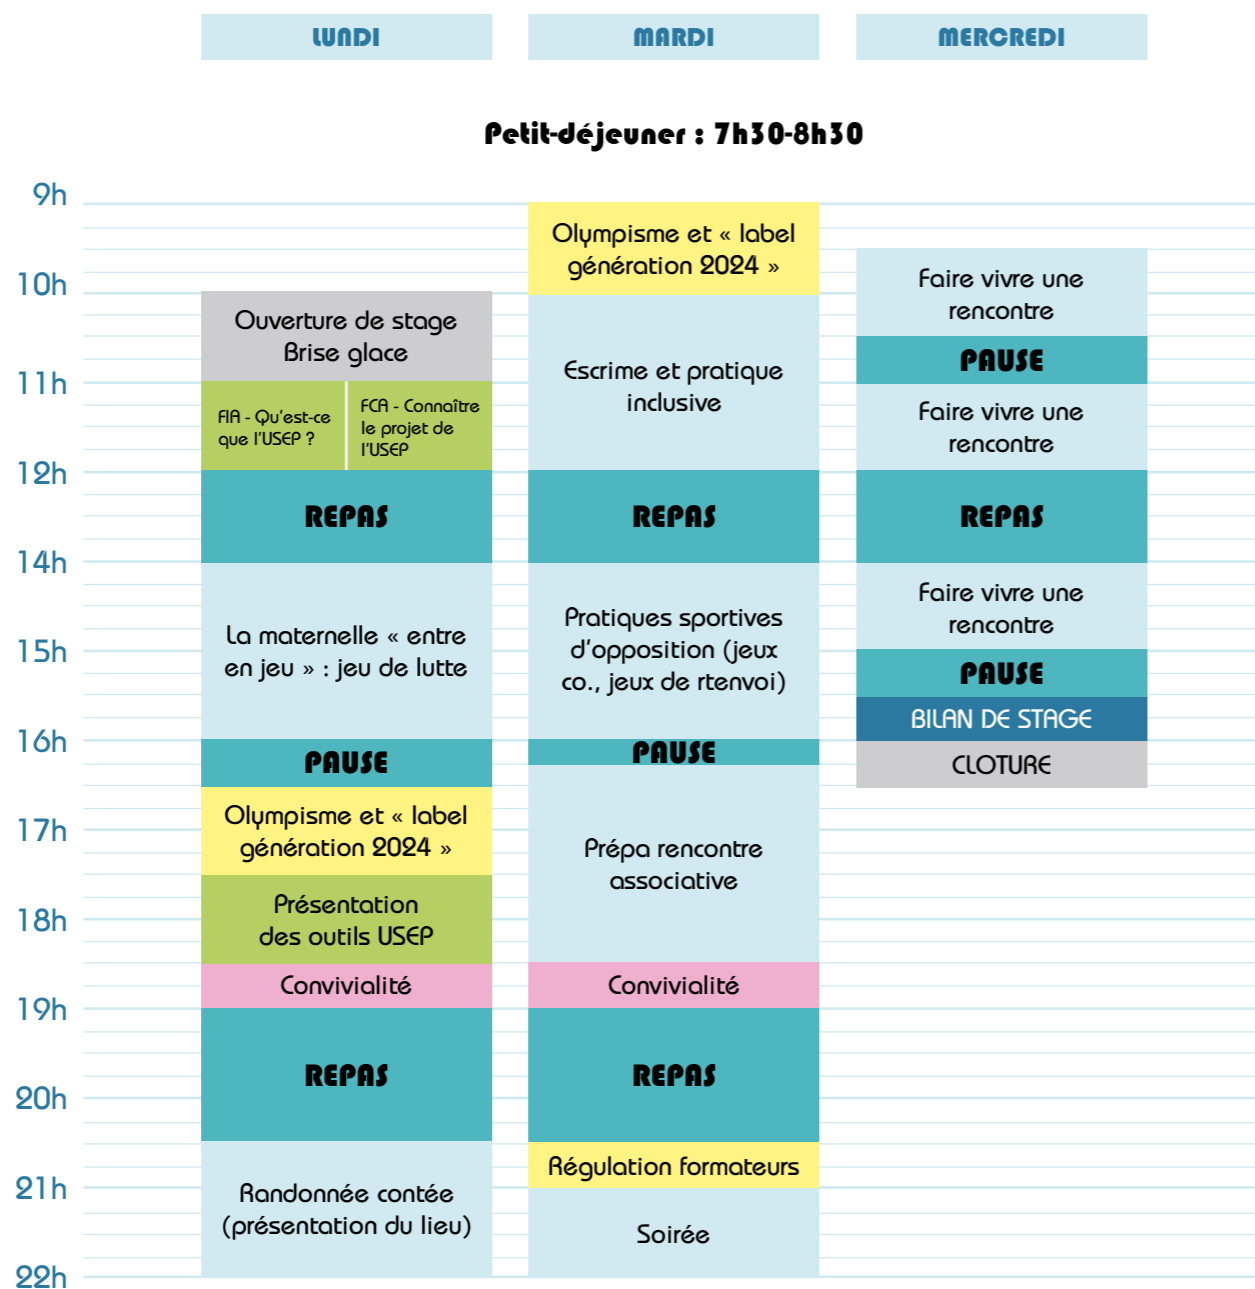 LUNDI
MARDI
MERCREDI
Petit-déjeuner : 7h30-8h30
9h
10h
11h
12h
14h
15h
16h
17h
18h
19h
20h
21h
22h
Ouverture de stage
Brise glace
FIA - Qu'est-ce
que l'USEP ?
FCA - Connaître
le projet de
l'USEP
REPAS
La maternelle « entre
en jeu » : jeu de lutte
PAUSE
Olympisme et « label
génération 2024 »
Présentation
des outils USEP
Convivialité
REPAS
Randonnée contée
(présentation du lieu)
Olympisme et « label
génération 2024 »
Escrime et pratique
inclusive
REPAS
Pratiques sportives
d'opposition (jeux
co., jeux de rtenvoi)
PAUSE
Prépa rencontre
associative
Convivialité
REPAS
Régulation formateurs
Soirée
Faire vivre une
rencontre
PAUSE
Faire vivre une
rencontre
REPAS
Faire vivre une
rencontre
PAUSE
BILAN DE STAGE
CLOTURE